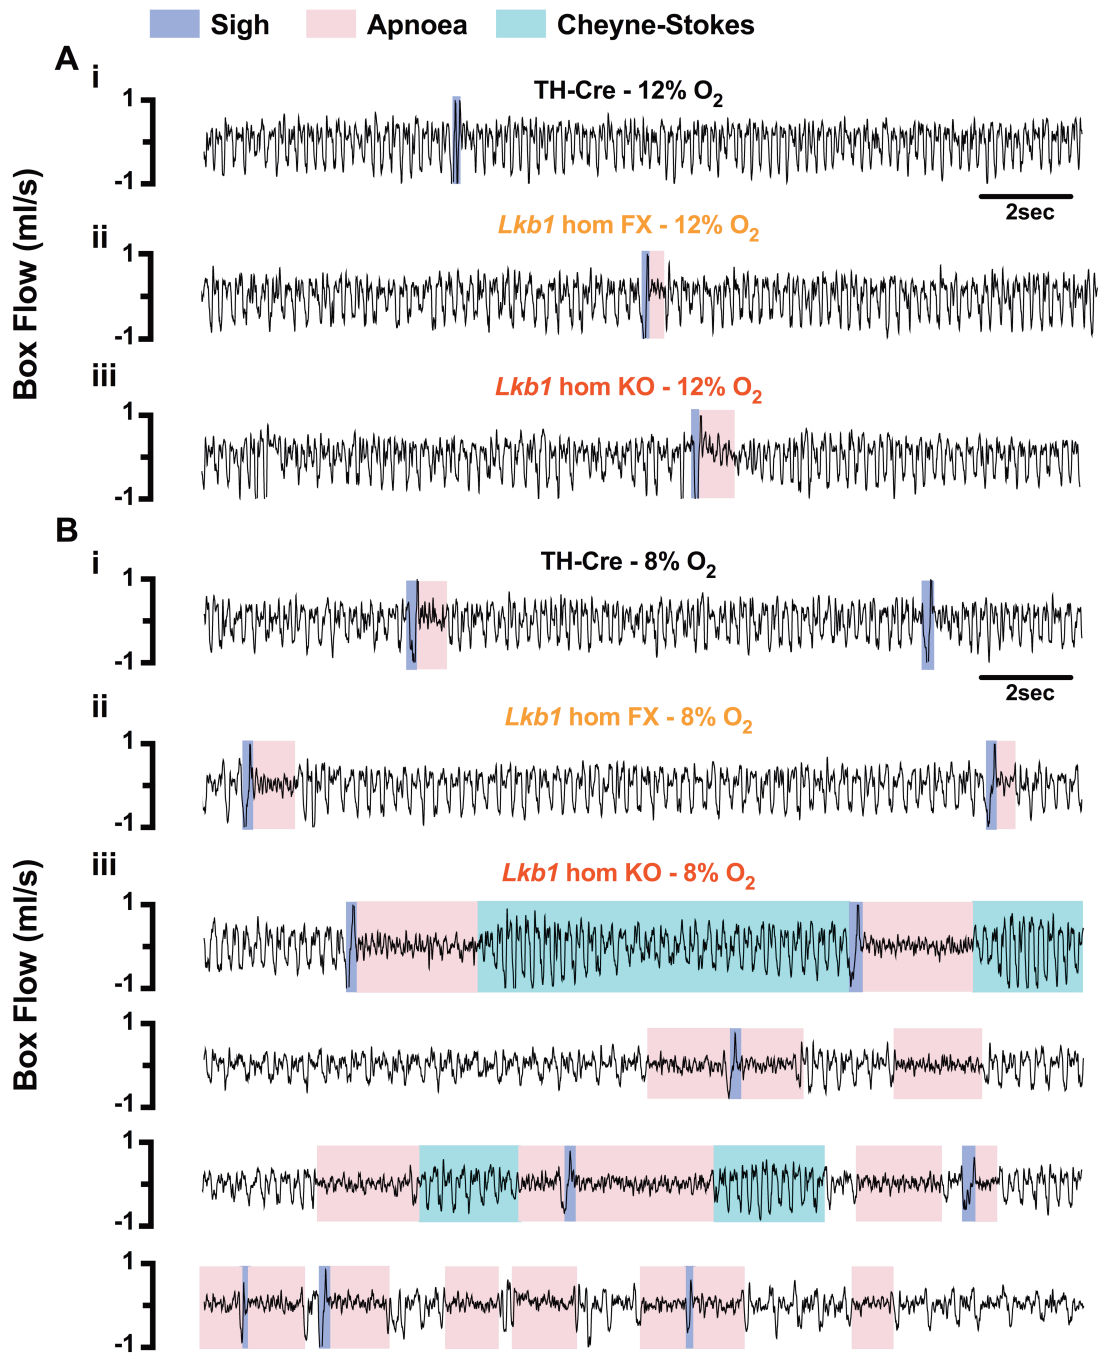 Sigh Apnoea Cheyne-Stokes
A
i
TH-Cre - 12% O2
1
-1
2sec
Box Flow (ml/s)
ii
Lkb1 hom FX - 12% O2
1
-1
iii
Lkb1 hom KO - 12% O2
1
-1
B
i
TH-Cre - 8% O2
1
-1
2sec
ii
Lkb1 hom FX - 8% O2
1
-1
iii
Lkb1 hom KO - 8% O2
Box Flow (ml/s)
1
-1
1
-1
1
-1
1
-1